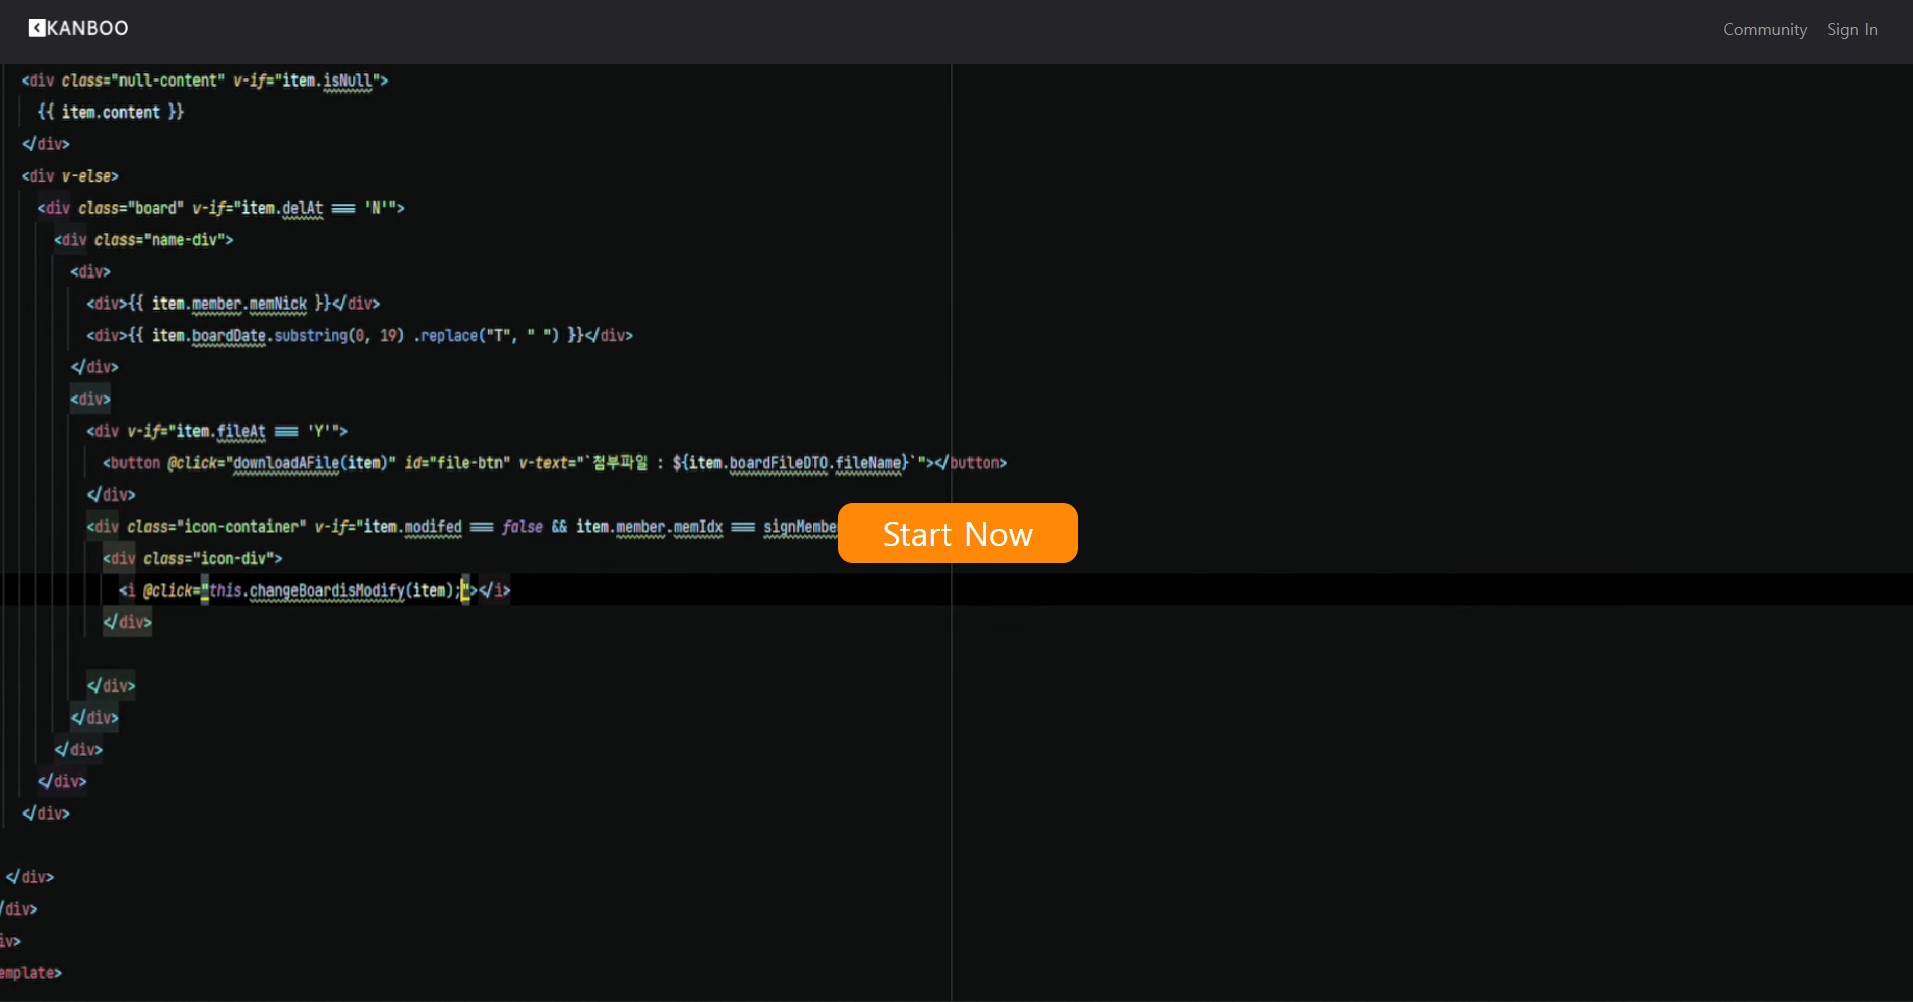 KANBOO
Community Sign In
<div class="null-content" v-if="item.isNull">
{{ item.content }}
</div>
<div v-else>
<div class="board" v-if="item.delAt === 'N'">
<div class="name-div">
<div>
<div>{{ item.member.memNick }}</div>
<div>{{ item.boardDate.substring(0, 19) .replace("T", " ") }}</div>
</div>
<div>
<div v-if="item.fileAt === 'Y'">
<button @click="downloadAFile(item)" id="file-btn" v-text="`첨부파일 : ${item.boardFileDTO.fileName}`"></button>
</div>
<div class="icon-container" v-if="item.modifed === false && item.member.memIdx === signMembe
Start Now
<div class="icon-div">
<i @click="this.changeBoardisModify(item);"></i>
</div>
</div>
</div>
</div>
</div>
</div>
</div>
/div>
iv>
emplate>